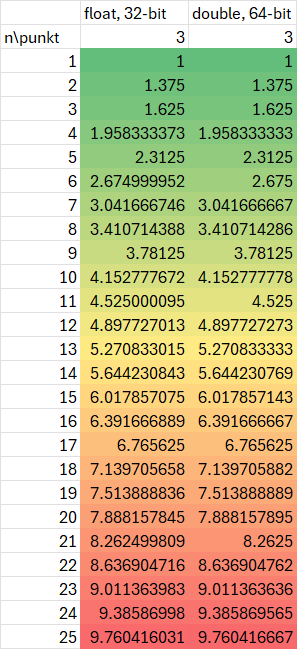 float, 32-bit double, 64-bit
n\punkt 3 3
1 1 1
2 1.375 1.375
3 1.625 1.625
4 1.958333373 1.958333333
5 2.3125 2.3125
6 2.674999952 2.675
7 3.041666746 3.041666667
8 3.410714388 3.410714286
9 3.78125 3.78125
10 4.152777672 4.152777778
11 4.525000095 4.525
12 4.897727013 4.897727273
13 5.270833015 5.270833333
14 5.644230843 5.644230769
15 6.017857075 6.017857143
16 6.391666889 6.391666667
17 6.765625 6.765625
18 7.139705658 7.139705882
19 7.513888836 7.513888889
20 7.888157845 7.888157895
21 8.262499809 8.2625
22 8.636904716 8.636904762
23 9.011363983 9.011363636
24 9.38586998 9.385869565
25 9.760416031 9.760416667